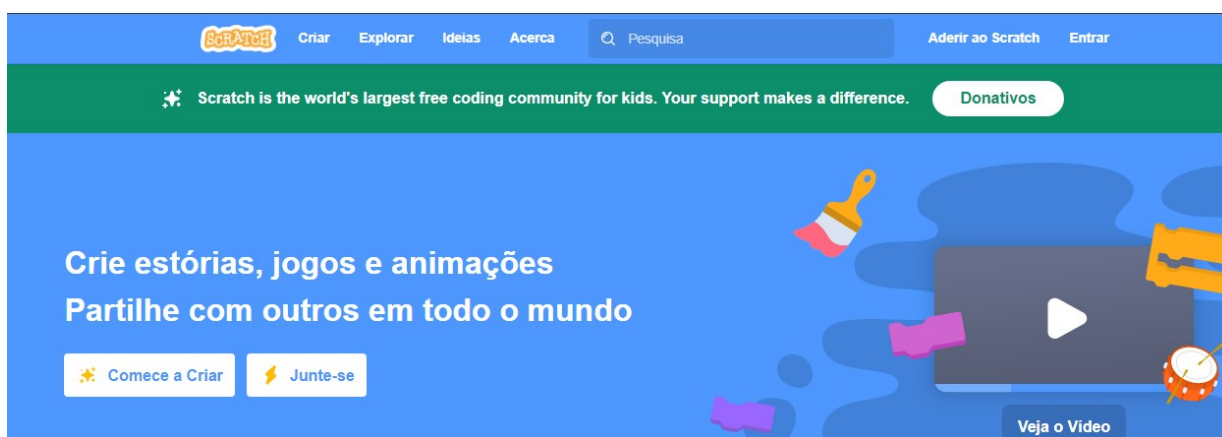 SCRATCH Criar Explorar Ideias Acerca Pesquisa Aderir ao Scratch Entrar
Scratch is the world's largest free coding community for kids. Your support makes a difference. Donativos
Crie estórias, jogos e animações
Partilhe com outros em todo o mundo
Comece a Criar Junte-se
Veja o Vídeo